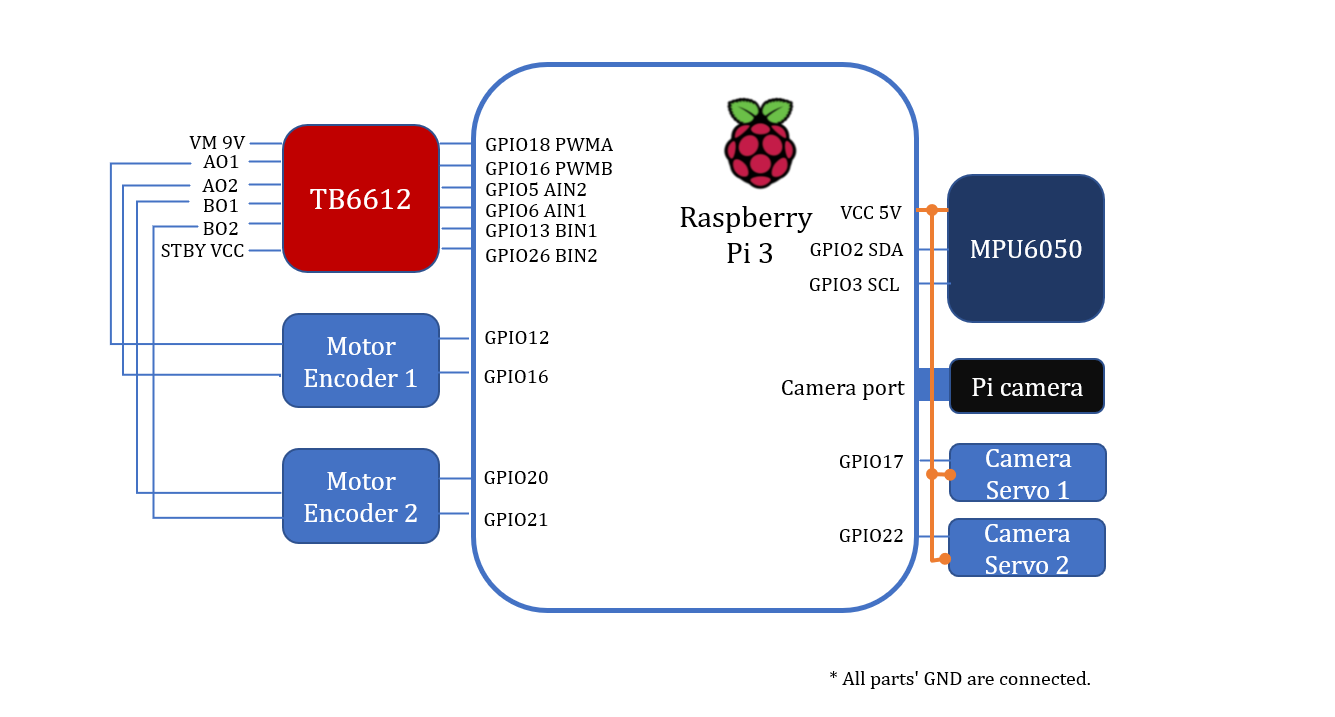 VM 9V
AO1
AO2
BO1
BO2
STBY VCC
TB6612
GPIO18 PWMA
GPIO16 PWMB
GPIO5 AIN2
GPIO6 AIN1
GPIO13 BIN1
GPIO26 BIN2
Raspberry
Pi 3
VCC 5V
GPIO2 SDA
GPIO3 SCL
MPU6050
Motor
Encoder 1
GPIO12
GPIO16
Camera port
Pi camera
Motor
Encoder 2
GPIO20
GPIO21
GPIO17
Camera
Servo 1
GPIO22
Camera
Servo 2
* All parts' GND are connected.